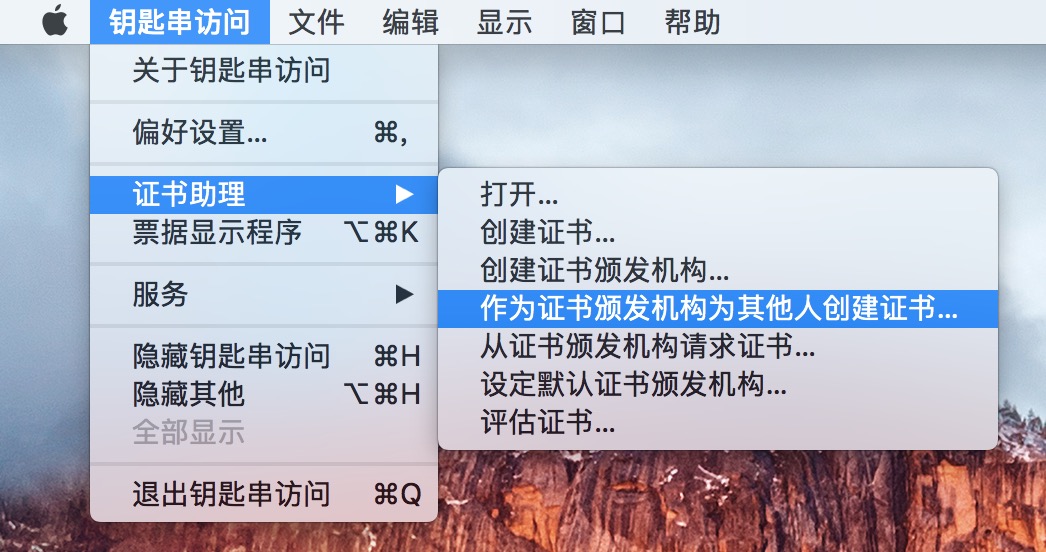 钥匙串访问 文件 编辑 显示 窗口 帮助
关于钥匙串访问
偏好设置... ⌘,
证书助理 ▶
票据显示程序 ⌥⌘K
服务 ▶
隐藏钥匙串访问 ⌘H
隐藏其他 ⌥⌘H
全部显示
退出钥匙串访问 ⌘Q
打开...
创建证书...
创建证书颁发机构...
作为证书颁发机构为其他人创建证书...
从证书颁发机构请求证书...
设定默认证书颁发机构...
评估证书...